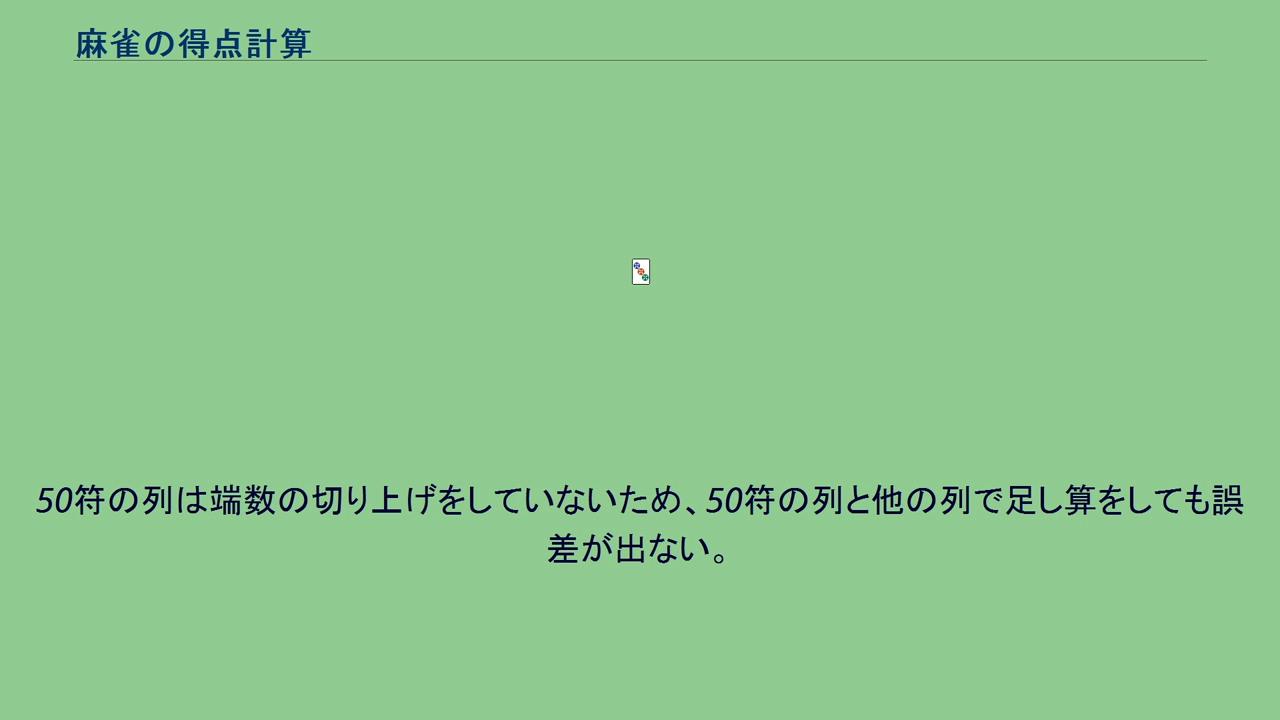 麻雀の得点計算
50符の列は端数の切り上げをしていないため、50符の列と他の列で足し算をしても誤
差が出ない。